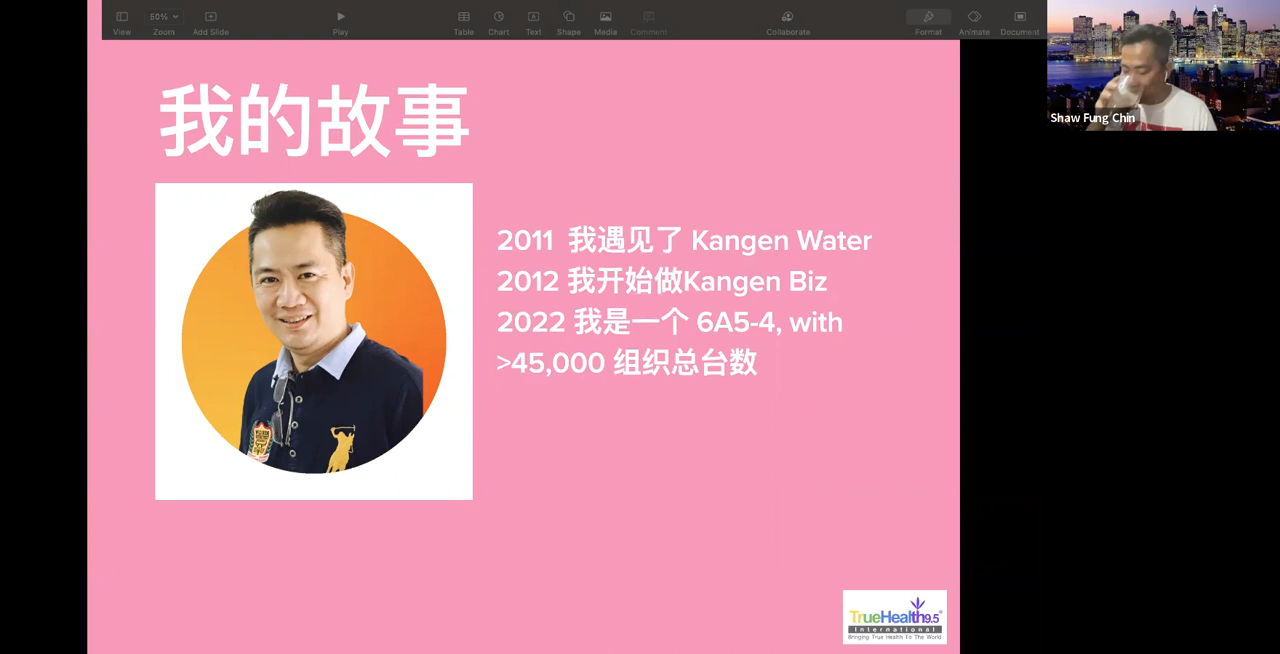 View
50%
Zoom
Add Slide
Play
Table
Chart
Text
Shape
Media
Comment
Collaborate
Format
Animate
Document
Shaw Fung Chin
我的故事
2011 我遇见了 Kangen Water
2012 我开始做Kangen Biz
2022 我是一个 6A5-4, with
>45,000 组织总台数
TrueHealth9.5®
International
Bringing True Health To The World